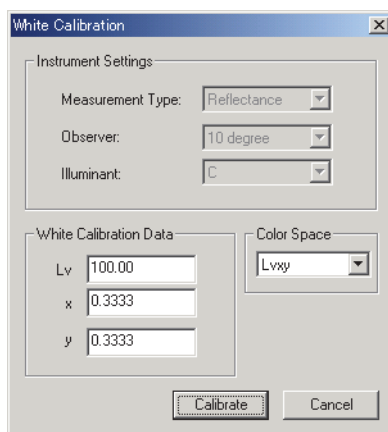 White Calibration
Instrument Settings
Measurement Type: Reflectance
Observer: 10 degree
Illuminant: C
White Calibration Data
Color Space
Lv 100.00
Lvxy
x 0.3333
y 0.3333
Calibrate Cancel